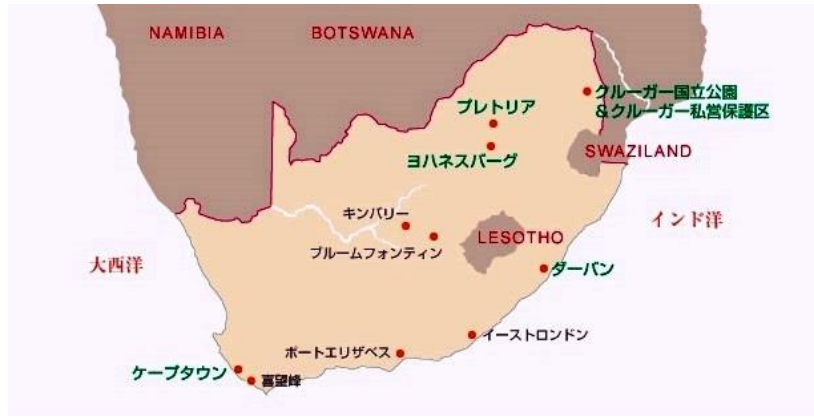 NAMIBIA
BOTSWANA
クルーガー国立公園
&クルーガー私営保護区
プレトリア
ヨハネスバーグ
SWAZILAND
キンバリー
インド洋
LESOTHO
ブルームフォンティン
大西洋
ダーバン
イーストロンドン
ポートエリザベス
ケープタウン
喜望峰